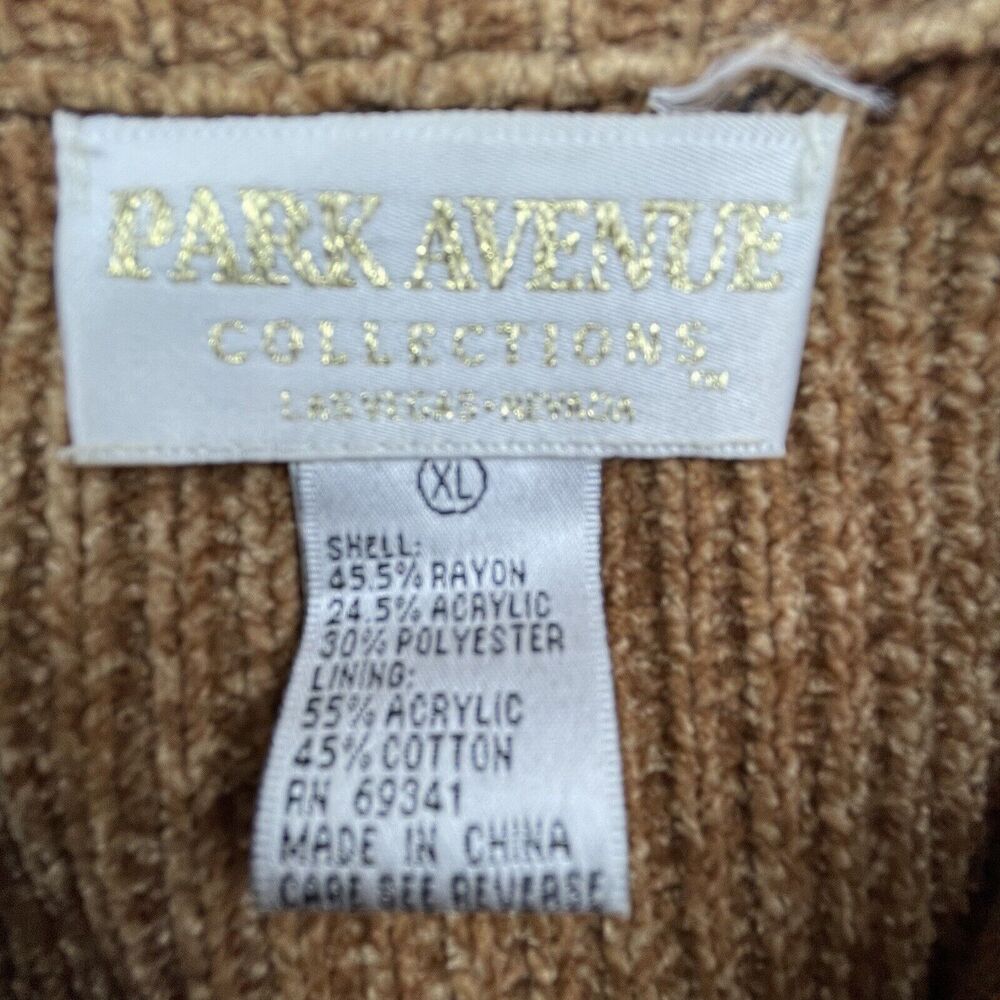 PARK AVENUE
COLLECTIONS™
LAS VEGAS•NEVADA
XL
SHELL:
45.5% RAYON
24.5% ACRYLIC
30% POLYESTER
LINING:
55% ACRYLIC
45% COTTON
RN 69341
MADE IN CHINA
CARE SEE REVERSE